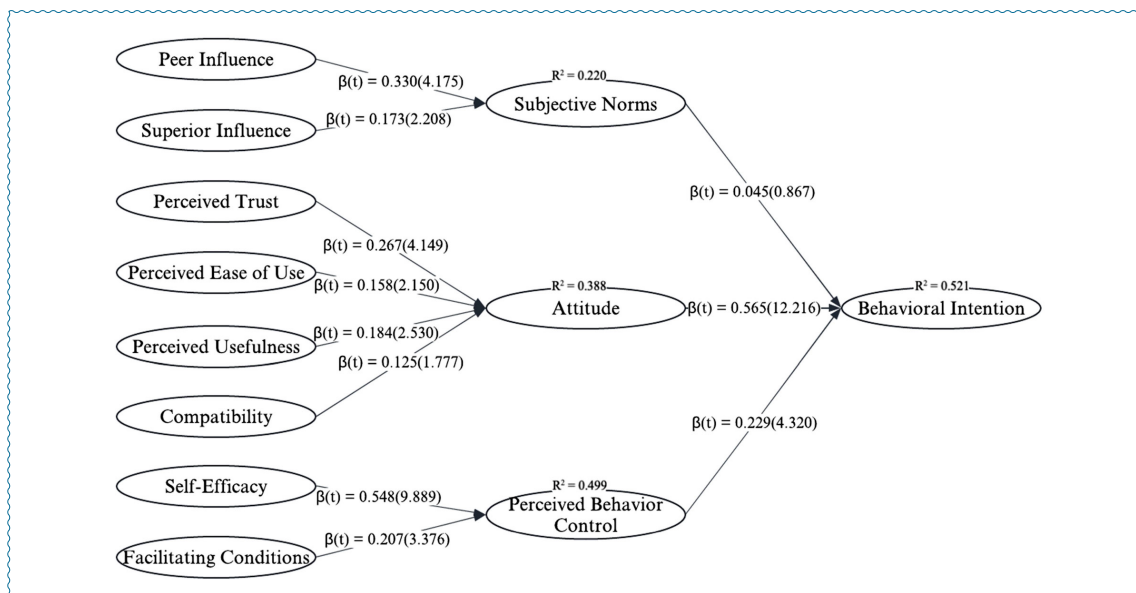 Peer Influence
β(t) = 0.330(4.175)
R² = 0.220
Subjective Norms
Superior Influence
β(t) = 0.173(2.208)
β(t) = 0.045(0.867)
Perceived Trust
β(t) = 0.267(4.149)
Perceived Ease of Use
β(t) = 0.158(2.150)
R² = 0.388
Attitude
β(t) = 0.565(12.216)
R² = 0.521
Behavioral Intention
Perceived Usefulness
β(t) = 0.184(2.530)
β(t) = 0.125(1.777)
Compatibility
β(t) = 0.229(4.320)
Self-Efficacy
β(t) = 0.548(9.889)
R² = 0.499
Perceived Behavior
Control
Facilitating Conditions
β(t) = 0.207(3.376)